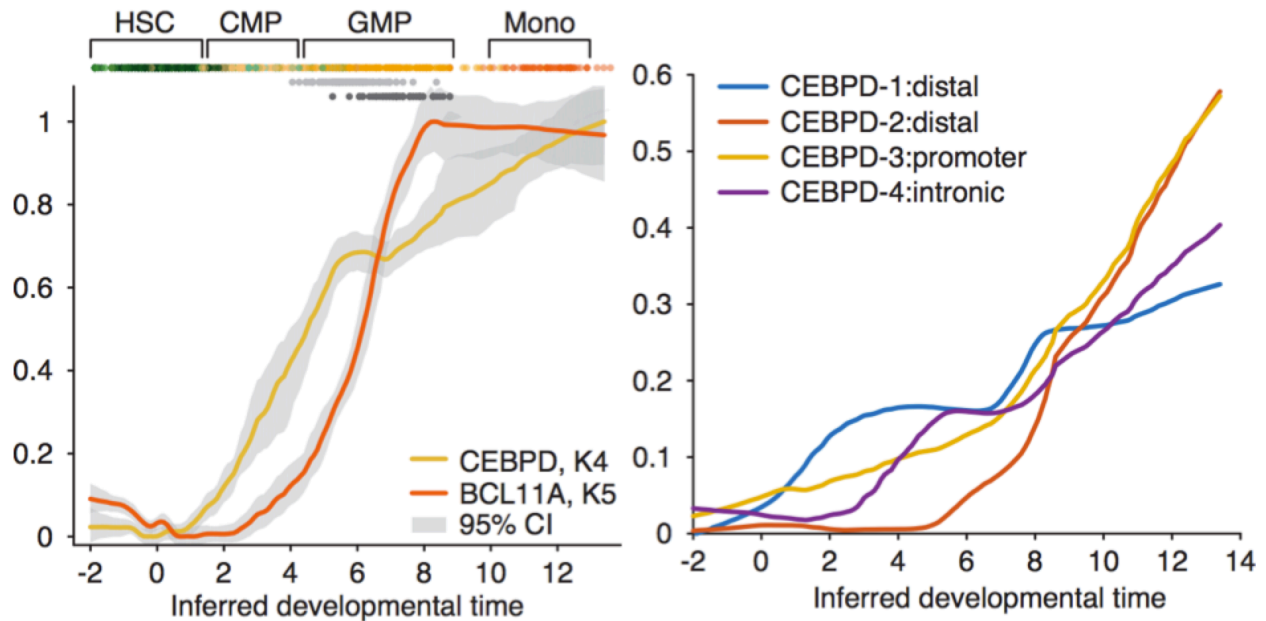 HSC CMP GMP Mono
1
0.8
0.6
0.4
0.2
0
CEBPD, K4
BCL11A, K5
95% CI
-2 0 2 4 6 8 10
Inferred developmental time
0.6
0.5
0.4
0.3
0.2
0.1
0
CEBPD-1:distal
CEBPD-2:distal
CEBPD-3:promoter
CEBPD-4:intronic
-2 0 2 4 6 8 10 12 14
Inferred developmental time